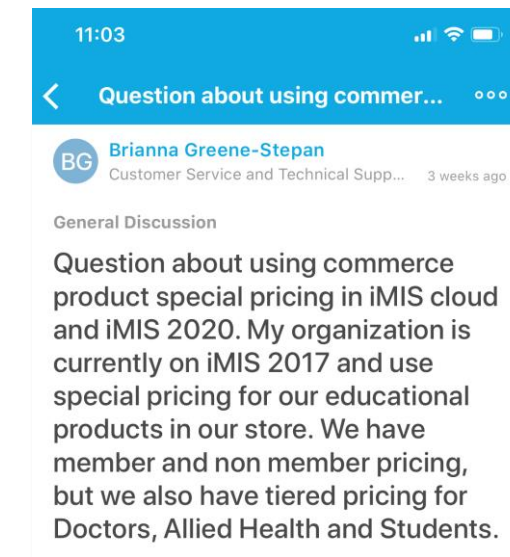 11:03
Question about using commer...
BG
Brianna Greene-Stepan
Customer Service and Technical Supp...
3 weeks ago
General Discussion
Question about using commerce
product special pricing in iMIS cloud
and iMIS 2020. My organization is
currently on iMIS 2017 and use
special pricing for our educational
products in our store. We have
member and non member pricing,
but we also have tiered pricing for
Doctors, Allied Health and Students.